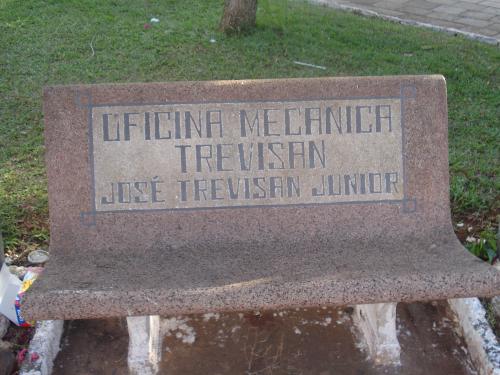 OFICINA MECANICA
TREVISAN
JOSÉ TREVISAN JUNIOR